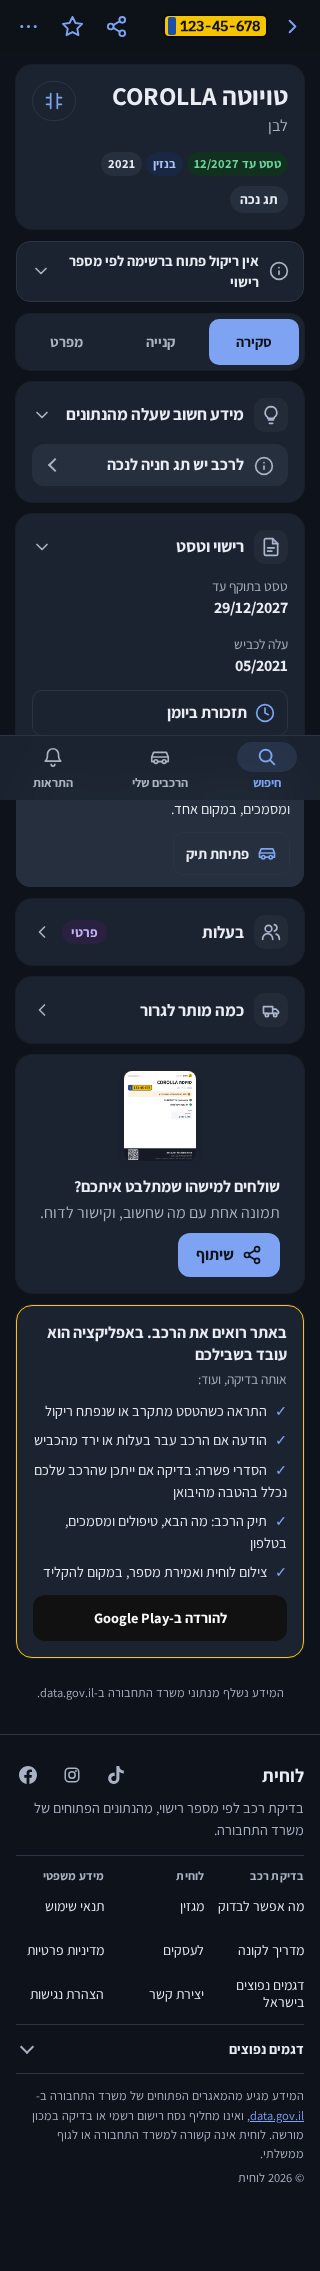 123-45-678
טויוטה COROLLA
לבן
טסט עד 12/2027
בנזין
2021
תג נכה
אין ריקול פתוח ברשימה לפי מספר
רישוי
סקירה
קנייה
מפרט
מידע חשוב שעלה מהנתונים
לרכב יש תג חניה לנכה
רישוי וטסט
טסט בתוקף עד
29/12/2027
עלה לכביש
05/2021
תזכורת ביומן
חיפוש
הרכבים שלי
התראות
ומסמכים, במקום אחד.
פתיחת תיק
בעלות
פרטי
כמה מותר לגרור
טויוטה COROLLA
שולחים למישהו שמתלבט איתכם?
תמונה אחת עם מה שחשוב, וקישור לדוח.
שיתוף
באתר רואים את הרכב. באפליקציה הוא
עובד בשבילכם
אותה בדיקה, ועוד:
✓ התראה כשהטסט מתקרב או שנפתח ריקול
✓ הודעה אם הרכב עבר בעלות או ירד מהכביש
✓ הסדרי פשרה: בדיקה אם ייתכן שהרכב שלכם
נכלל בהטבה מהיבואן
✓ תיק הרכב: מה הבא, טיפולים ומסמכים,
בטלפון
✓ צילום לוחית ואמירת מספר, במקום להקליד
להורדה ב-Google Play
המידע נשלף מנתוני משרד התחבורה ב-data.gov.il.
לוחית
בדיקת רכב לפי מספר רישוי, מהנתונים הפתוחים של
משרד התחבורה.
בדיקת רכב
לוחית
מידע משפטי
מה אפשר לבדוק
מגזין
תנאי שימוש
מדריך לקונה
לעסקים
מדיניות פרטיות
דגמים נפוצים
בישראל
יצירת קשר
הצהרת נגישות
דגמים נפוצים
המידע מגיע מהמאגרים הפתוחים של משרד התחבורה ב-
data.gov.il, ואינו מחליף נסח רישום רשמי או בדיקה במכון
מורשה. לוחית אינה קשורה למשרד התחבורה או לגוף
ממשלתי.
© 2026 לוחית